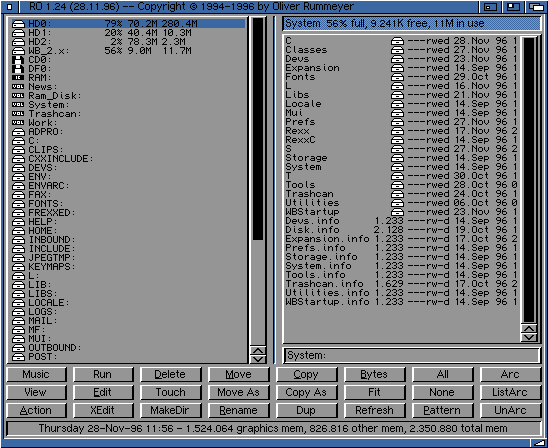 RO 1.24 (28.11.96) -- Copyright © 1994-1996 by Oliver Rummeyer
HD0: 79% 70.2M 280.4M
HD1: 20% 40.4M 10.3M
HD2: 2% 78.3M 2.3M
WB_2.x: 56% 9.0M 11.7M
CD0:
DF0:
RAM:
News:
Ram_Disk:
System:
Trashcan:
Work:
ADPRO:
C:
CLIPS:
CXXINCLUDE:
DEVS:
ENV:
ENVARC:
FAX:
FONTS:
FREXXED:
HELP:
HOME:
INBOUND:
INCLUDE:
JPEGTMP:
KEYMAPS:
L:
LIB:
LIBS:
LOCALE:
LOGS:
MAIL:
MF:
MUI:
OUTBOUND:
POST:
System 56% full, 9.241K free, 11M in use
C ----rwed 28.Nov 96 1
Classes ----rwed 27.Nov 96 1
Devs ----rwed 23.Nov 96 1
Expansion ----rwed 14.Sep 96 1
Fonts ----rwed 29.Oct 96 1
L ----rwed 16.Nov 96 1
Libs ----rwed 21.Nov 96 1
Locale ----rwed 14.Sep 96 1
Mui ----rwed 14.Sep 96 1
Prefs ----rwed 27.Nov 96 1
Rexx ----rwed 17.Nov 96 2
RexxC ----rwed 14.Sep 96 1
S ----rwed 27.Nov 96 2
Storage ----rwed 14.Sep 96 1
System ----rwed 14.Sep 96 1
T ----rwed 30.Oct 96 1
Tools ----rwed 28.Oct 96 0
Trashcan ----rwed 24.Oct 96 1
Utilities ----rwed 06.Oct 96 0
WBStartup ----rwed 23.Nov 96 1
Devs.info 1.233 ----rw-d 14.Sep 96 1
Disk.info 2.128 ----rw-d 19.Oct 96 1
Expansion.info 1.233 ----rw-d 17.Oct 96 2
Prefs.info 1.233 ----rw-d 14.Sep 96 1
Storage.info 1.233 ----rw-d 14.Sep 96 1
System.info 1.233 ----rw-d 14.Sep 96 1
Tools.info 1.233 ----rw-d 14.Sep 96 1
Trashcan.info 1.629 ----rw-d 17.Oct 96 2
Utilities.info 1.233 ----rw-d 14.Sep 96 1
WBStartup.info 1.233 ----rw-d 14.Sep 96 1
System:
Music Run Delete Move Copy Bytes All Arc
View Edit Touch Move As Copy As Fit None ListArc
Action XEdit MakeDir Rename Dup Refresh Pattern UnArc
Thursday 28-Nov-96 11:56 - 1.524.064 graphics mem, 826.816 other mem, 2.350.880 total mem